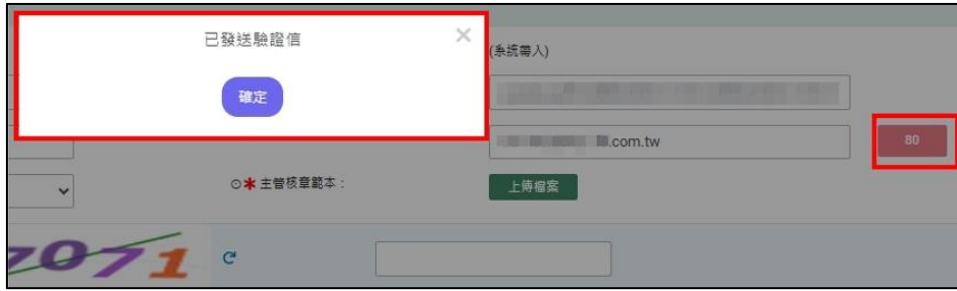 已發送驗證信 ×
確定
(系統帶入)
.com.tw
80
⊙✱ 主管核章範本：
上傳檔案
7071